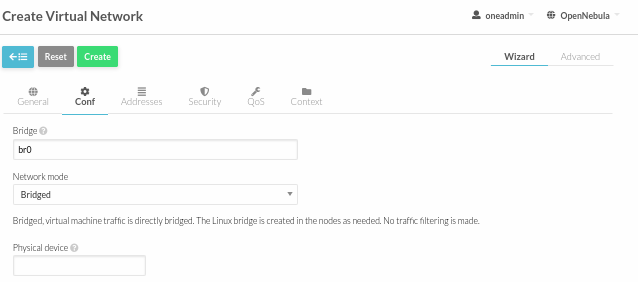 Create Virtual Network
oneadmin OpenNebula
Reset Create Wizard Advanced
General Conf Addresses Security QoS Context
Bridge
br0
Network mode
Bridged
Bridged, virtual machine traffic is directly bridged. The Linux bridge is created in the nodes as needed. No traffic filtering is made.
Physical device